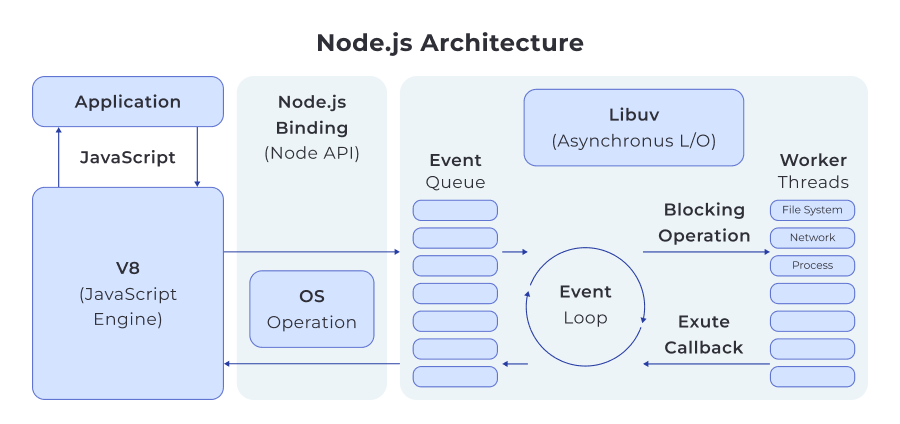 Node.js Architecture
Application
JavaScript
V8
(JavaScript
Engine)
Node.js
Binding
(Node API)
OS
Operation
Libuv
(Asynchronus L/O)
Event
Queue
Event
Loop
Blocking
Operation
Exute
Callback
Worker
Threads
File System
Network
Process